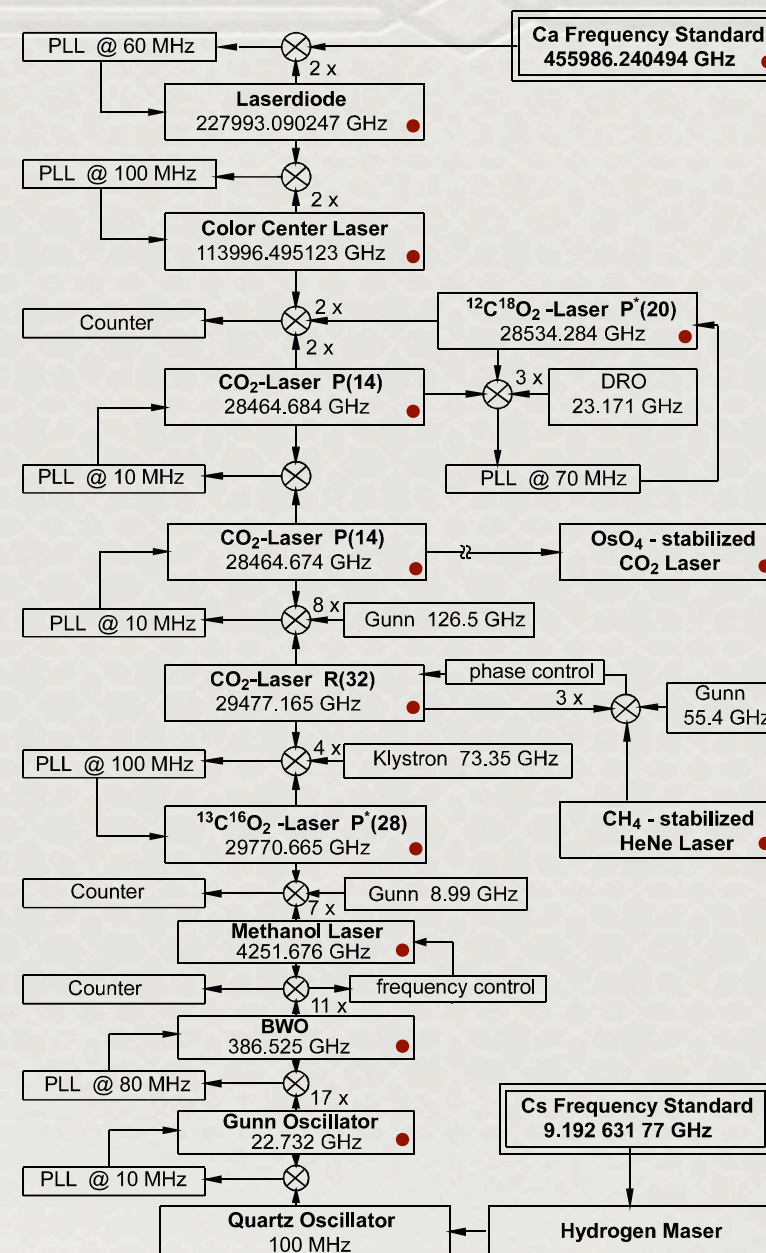 PLL @ 60 MHz
2 x
Ca Frequency Standard
455986.240494 GHz
Laserdiode
227993.090247 GHz
PLL @ 100 MHz
2 x
Color Center Laser
113996.495123 GHz
Counter
2 x
2 x
¹²C¹⁸O₂ -Laser P*(20)
28534.284 GHz
CO₂-Laser P(14)
28464.684 GHz
3 x
DRO
23.171 GHz
PLL @ 10 MHz
PLL @ 70 MHz
CO₂-Laser P(14)
28464.674 GHz
OsO₄ - stabilized
CO₂ Laser
PLL @ 10 MHz
8 x
Gunn 126.5 GHz
CO₂-Laser R(32)
29477.165 GHz
phase control
3 x
Gunn
55.4 GHz
PLL @ 100 MHz
4 x
Klystron 73.35 GHz
¹³C¹⁶O₂ -Laser P*(28)
29770.665 GHz
CH₄ - stabilized
HeNe Laser
Counter
7 x
Gunn 8.99 GHz
Methanol Laser
4251.676 GHz
Counter
11 x
frequency control
BWO
386.525 GHz
PLL @ 80 MHz
17 x
Gunn Oscillator
22.732 GHz
Cs Frequency Standard
9.192 631 77 GHz
PLL @ 10 MHz
Quartz Oscillator
100 MHz
Hydrogen Maser